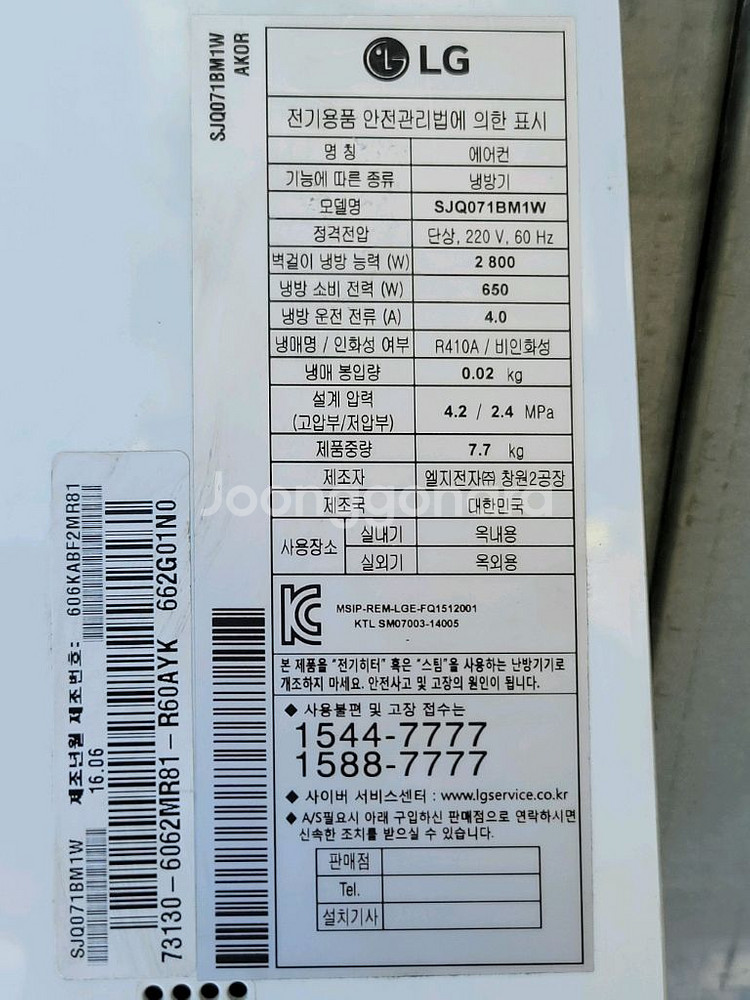 SJQ071BM1W
AKOR
LG
전기용품 안전관리법에 의한 표시
명 칭 에어컨
기능에 따른 종류 냉방기
모델명 SJQ071BM1W
정격전압 단상, 220 V, 60 Hz
벽걸이 냉방 능력 (W) 2 800
냉방 소비 전력 (W) 650
냉방 운전 전류 (A) 4.0
냉매명 / 인화성 여부 R410A / 비인화성
냉매 봉입량 0.02 kg
설계 압력
(고압부/저압부) 4.2 / 2.4 MPa
제품중량 7.7 kg
제조자 엘지전자㈜ 창원2공장
제조국 대한민국
사용장소 실내기 옥내용
실외기 옥외용
MSIP-REM-LGE-FQ1512001
KTL SM07003-14005
본 제품을 "전기히터" 혹은 "스팀"을 사용하는 난방기기로
개조하지 마세요. 안전사고 및 고장의 원인이 됩니다.
◆ 사용불편 및 고장 접수는
1544-7777
1588-7777
◆ 사이버 서비스센터 : www.lgservice.co.kr
◆ A/S필요시 아래 구입하신 판매점으로 연락하시면
신속한 조치를 받으실 수 있습니다.
판매점
Tel.
설치기사
SJQ071BM1W
제조년월 제조번호: 606KABF2MR81
16.06
73130-6062MR81-R60AYK 662G01N0
Joonggonara